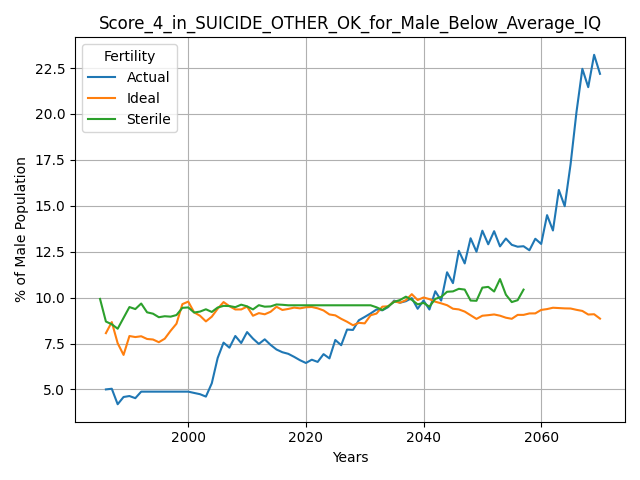 Score_4_in_SUICIDE_OTHER_OK_for_Male_Below_Average_IQ
Fertility
Actual
Ideal
Sterile
22.5
20.0
17.5
15.0
12.5
10.0
7.5
5.0
% of Male Population
2000
2020
2040
2060
Years